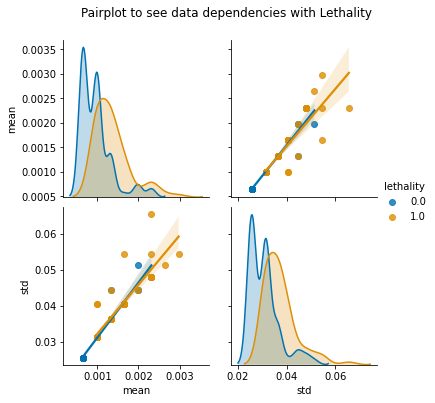 Pairplot to see data dependencies with Lethality
0.0035
0.0030
0.0025
0.0020
0.0015
0.0010
0.0005
mean
lethality
0.0
1.0
0.06
0.05
0.04
0.03
std
0.001 0.002 0.003
mean
0.02 0.04 0.06
std